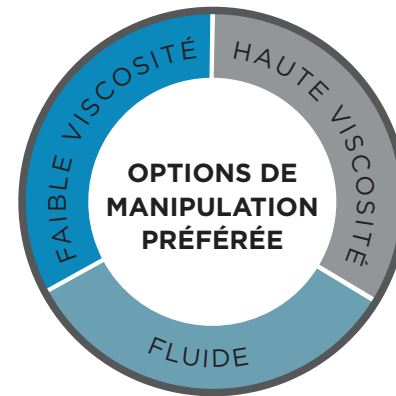 FAIBLE VISCOSITÉ
HAUTE VISCOSITÉ
OPTIONS DE
MANIPULATION
PRÉFÉRÉE
FLUIDE